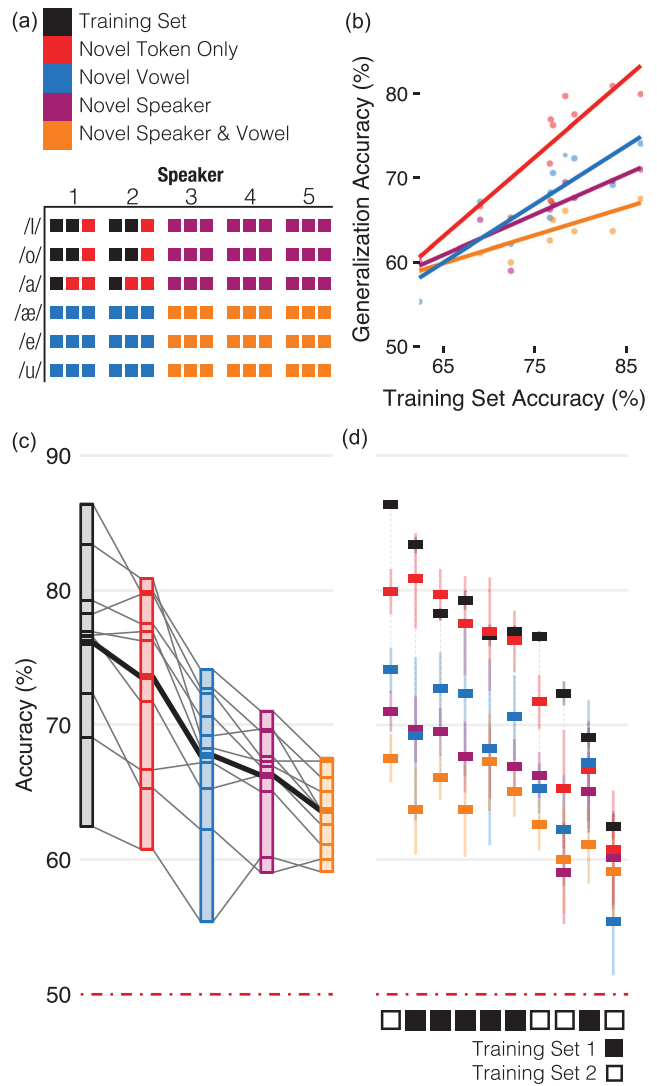 (a)
Training Set
Novel Token Only
Novel Vowel
Novel Speaker
Novel Speaker & Vowel
Speaker
1 2 3 4 5
/I/
/o/
/a/
/æ/
/e/
/u/
(b)
Generalization Accuracy (%)
80
70
60
50
65 75 85
Training Set Accuracy (%)
(c)
Accuracy (%)
90
80
70
60
50
(d)
Training Set 1
Training Set 2